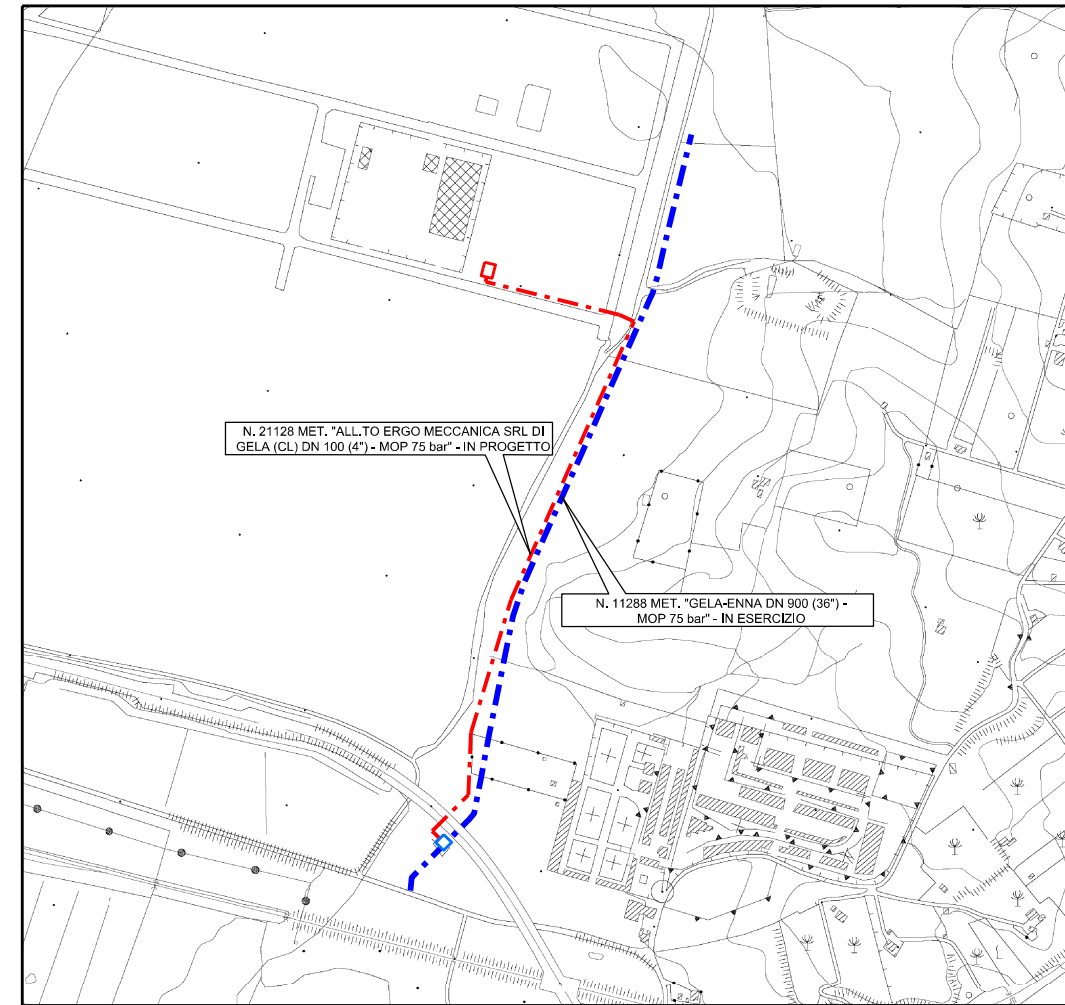 N. 21128 MET. "ALL.TO ERGO MECCANICA SRL DI
GELA (CL) DN 100 (4") - MOP 75 bar" - IN PROGETTO
N. 11288 MET. "GELA-ENNA DN 900 (36") -
MOP 75 bar" - IN ESERCIZIO